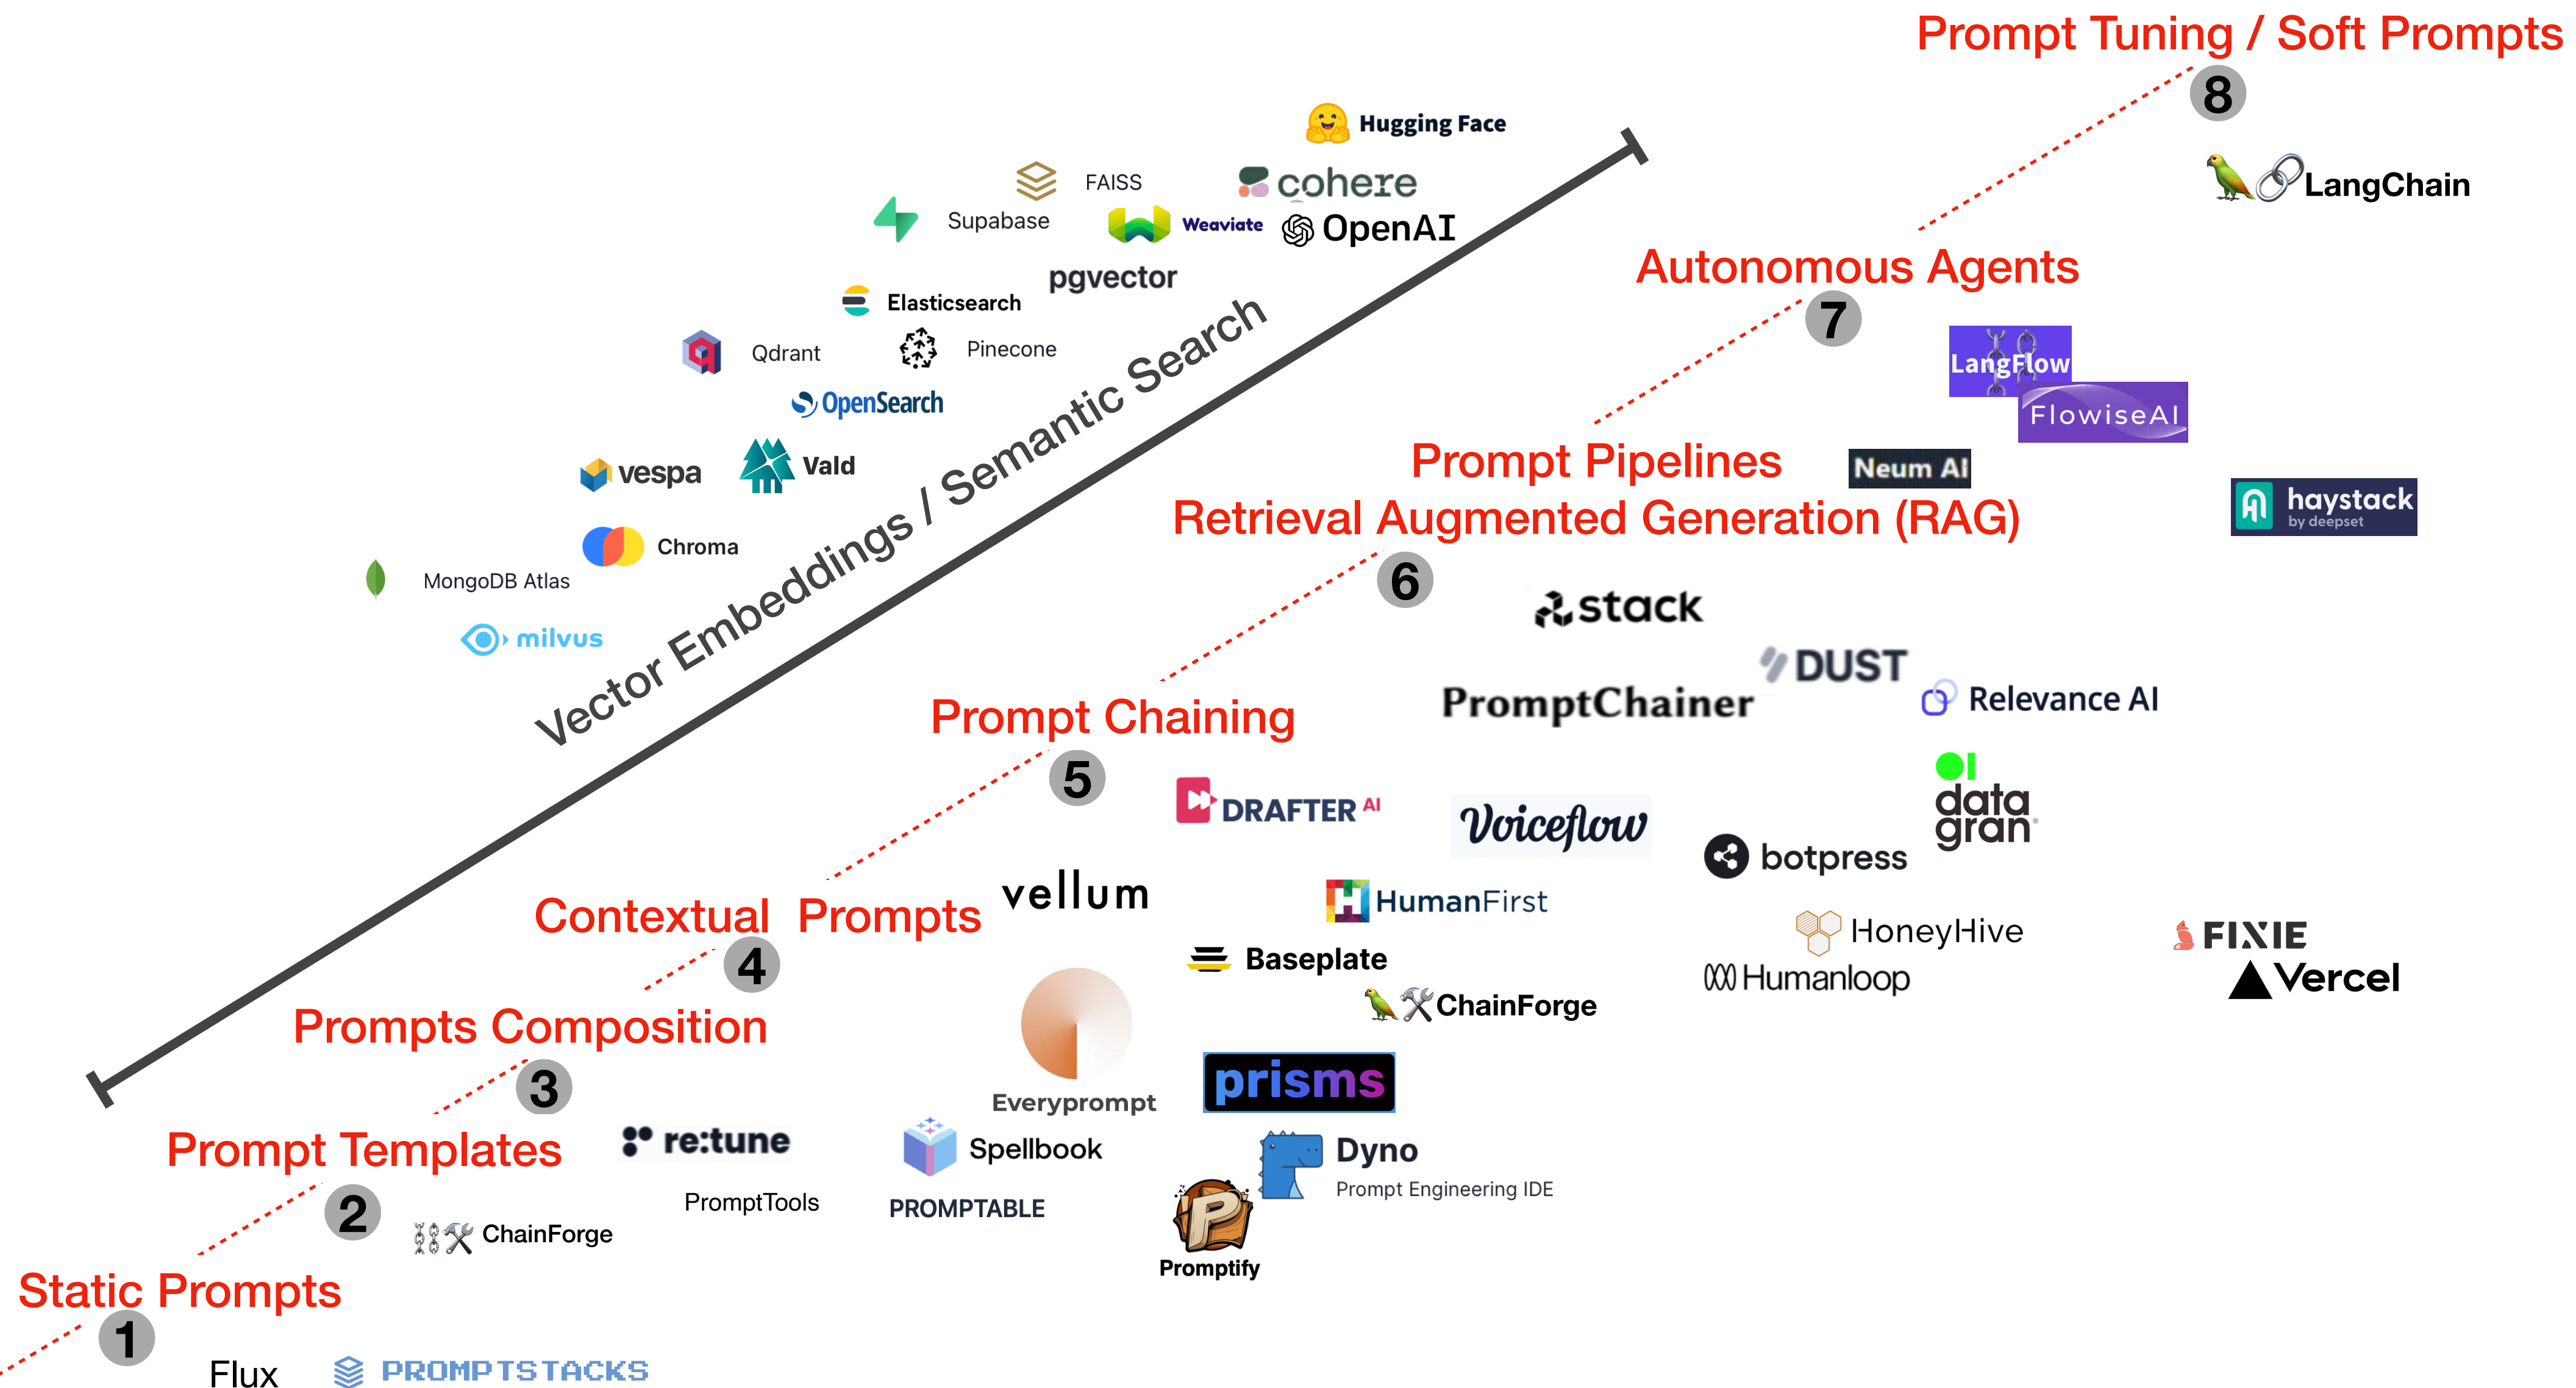 Prompt Tuning / Soft Prompts
8
Hugging Face
FAISS
cohere
LangChain
Supabase
Weaviate
OpenAI
Autonomous Agents
7
pgvector
Elasticsearch
Qdrant
Pinecone
LangFlow
OpenSearch
FlowiseAI
Vector Embeddings / Semantic Search
Prompt Pipelines
Neum AI
vespa
Vald
haystack
by deepset
Retrieval Augmented Generation (RAG)
6
Chroma
MongoDB Atlas
stack
milvus
DUST
PromptChainer
Relevance AI
Prompt Chaining
5
DRAFTER AI
data
gran
Voiceflow
botpress
vellum
HumanFirst
Contextual Prompts
4
HoneyHive
FIXIE
Baseplate
Humanloop
Vercel
ChainForge
Prompts Composition
3
prisms
Everyprompt
Prompt Templates
2
re:tune
Spellbook
Dyno
Prompt Engineering IDE
PromptTools
PROMPTABLE
P
ChainForge
Promptify
Static Prompts
1
Flux
PROMPTSTACKS